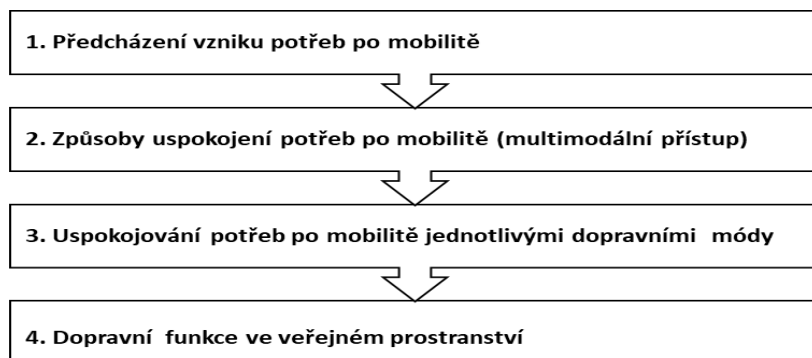 1. Předcházení vzniku potřeb po mobilitě
2. Způsoby uspokojení potřeb po mobilitě (multimodální přístup)
3. Uspokojování potřeb po mobilitě jednotlivými dopravními módy
4. Dopravní funkce ve veřejném prostranství